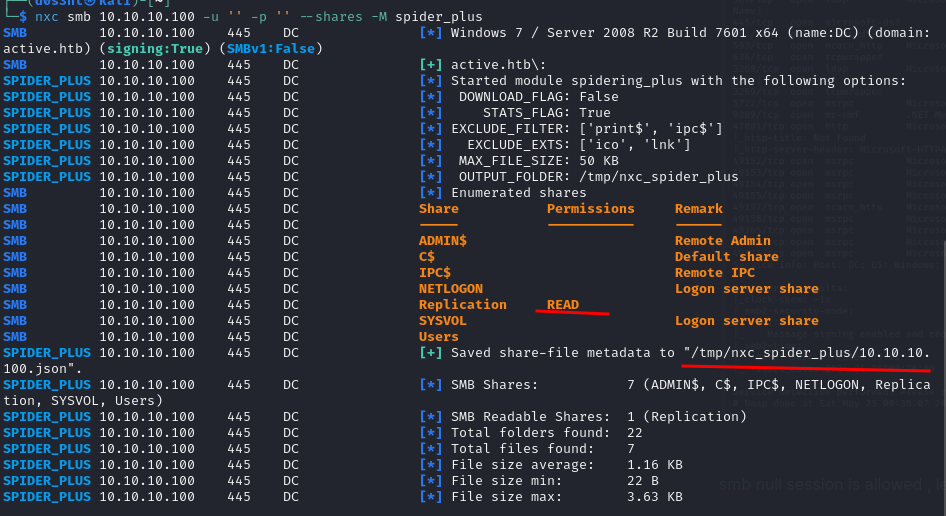 (d0s3nt㉿kali)-[~]
└─$ nxc smb 10.10.10.100 -u '' -p '' --shares -M spider_plus
SMB 10.10.10.100 445 DC [*] Windows 7 / Server 2008 R2 Build 7601 x64 (name:DC) (domain:
active.htb) (signing:True) (SMBv1:False)
SMB 10.10.10.100 445 DC [+] active.htb\:
SPIDER_PLUS 10.10.10.100 445 DC [*] Started module spidering_plus with the following options:
SPIDER_PLUS 10.10.10.100 445 DC [*] DOWNLOAD_FLAG: False
SPIDER_PLUS 10.10.10.100 445 DC [*] STATS_FLAG: True
SPIDER_PLUS 10.10.10.100 445 DC [*] EXCLUDE_FILTER: ['print$', 'ipc$']
SPIDER_PLUS 10.10.10.100 445 DC [*] EXCLUDE_EXTS: ['ico', 'lnk']
SPIDER_PLUS 10.10.10.100 445 DC [*] MAX_FILE_SIZE: 50 KB
SPIDER_PLUS 10.10.10.100 445 DC [*] OUTPUT_FOLDER: /tmp/nxc_spider_plus
SMB 10.10.10.100 445 DC [*] Enumerated shares
SMB 10.10.10.100 445 DC Share Permissions Remark
SMB 10.10.10.100 445 DC ----- ----------- ------
SMB 10.10.10.100 445 DC ADMIN$ Remote Admin
SMB 10.10.10.100 445 DC C$ Default share
SMB 10.10.10.100 445 DC IPC$ Remote IPC
SMB 10.10.10.100 445 DC NETLOGON Logon server share
SMB 10.10.10.100 445 DC Replication READ
SMB 10.10.10.100 445 DC SYSVOL Logon server share
SMB 10.10.10.100 445 DC Users
SPIDER_PLUS 10.10.10.100 445 DC [+] Saved share-file metadata to "/tmp/nxc_spider_plus/10.10.10.
100.json".
SPIDER_PLUS 10.10.10.100 445 DC [*] SMB Shares: 7 (ADMIN$, C$, IPC$, NETLOGON, Replica
tion, SYSVOL, Users)
SPIDER_PLUS 10.10.10.100 445 DC [*] SMB Readable Shares: 1 (Replication)
SPIDER_PLUS 10.10.10.100 445 DC [*] Total folders found: 22
SPIDER_PLUS 10.10.10.100 445 DC [*] Total files found: 7
SPIDER_PLUS 10.10.10.100 445 DC [*] File size average: 1.16 KB
SPIDER_PLUS 10.10.10.100 445 DC [*] File size min: 22 B
SPIDER_PLUS 10.10.10.100 445 DC [*] File size max: 3.63 KB
smb null session is allowed ,